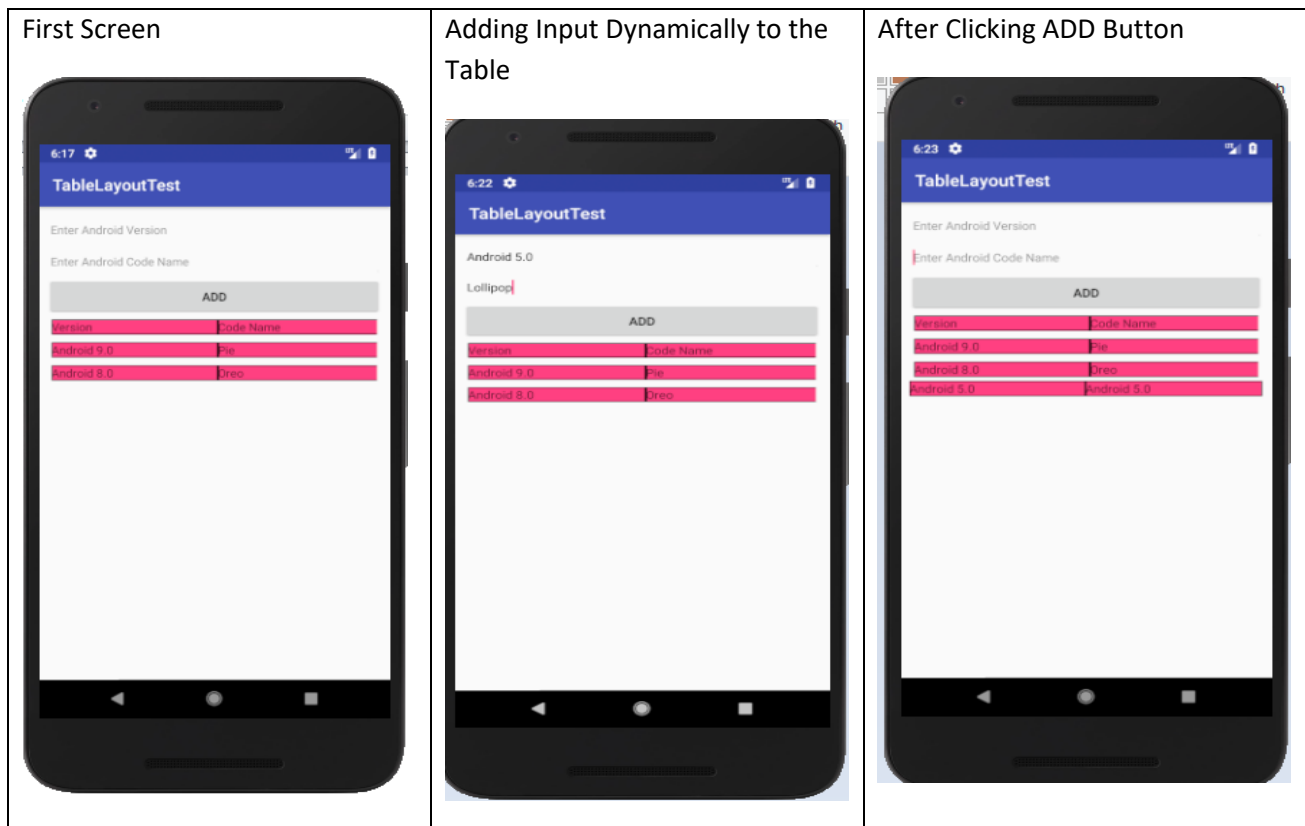 First Screen
6:17
TableLayoutTest
Enter Android Version
Enter Android Code Name
ADD
Version Code Name
Android 9.0 Pie
Android 8.0 Oreo
Adding Input Dynamically to the
Table
6:22
TableLayoutTest
Android 5.0
Lollipop
ADD
Version Code Name
Android 9.0 Pie
Android 8.0 Oreo
After Clicking ADD Button
6:23
TableLayoutTest
Enter Android Version
Enter Android Code Name
ADD
Version Code Name
Android 9.0 Pie
Android 8.0 Oreo
Android 5.0 Android 5.0